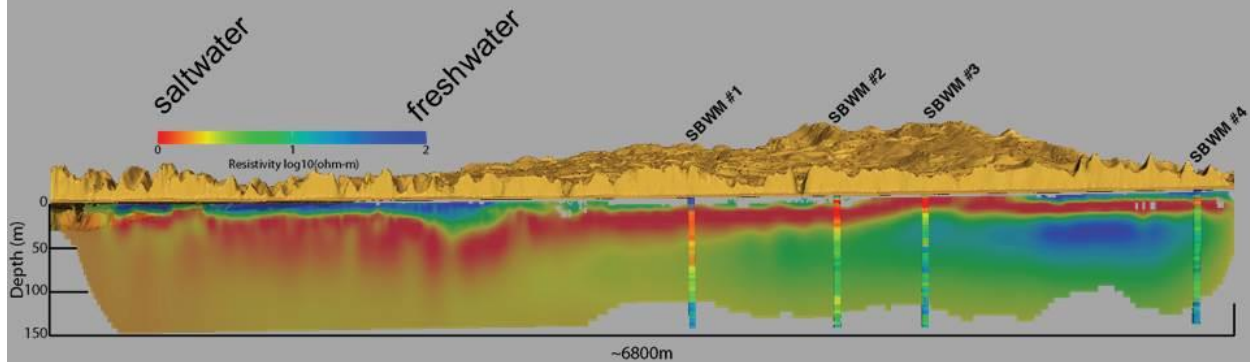 saltwater
freshwater
0
1
2
Resistivity log10(ohm-m)
SBWM #1
SBWM #2
SBWM #3
SBWM #4
Depth (m)
0
50
100
150
~6800m